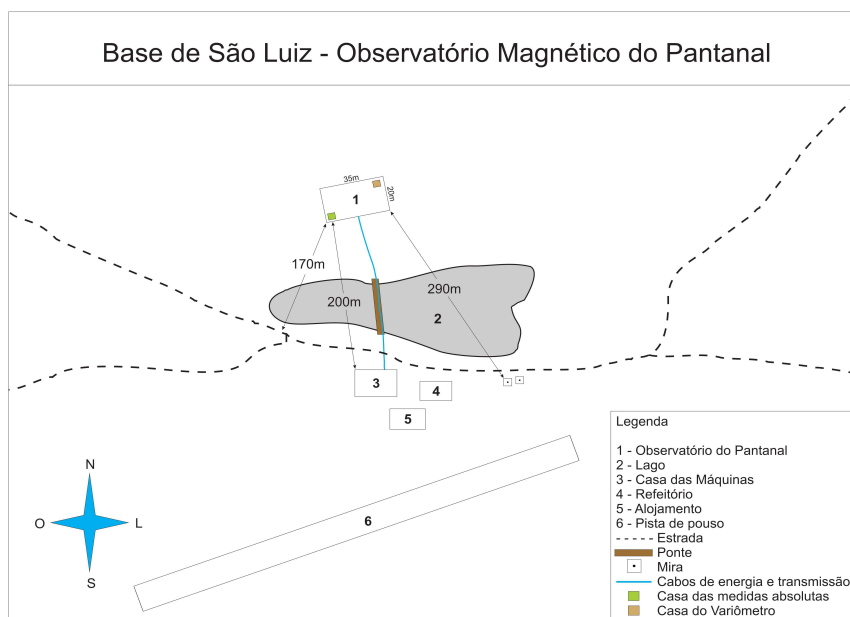 Base de São Luiz - Observatório Magnético do Pantanal
35m
20m
1
170m
200m
290m
2
3
4
5
6
N
O
L
S
Legenda
1 - Observatório do Pantanal
2 - Lago
3 - Casa das Máquinas
4 - Refeitório
5 - Alojamento
6 - Pista de pouso
Estrada
Ponte
Mira
Cabos de energia e transmissão
Casa das medidas absolutas
Casa do Variômetro